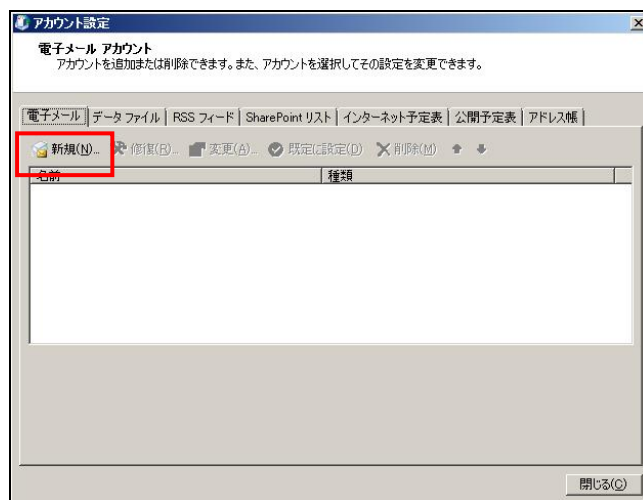 アカウント設定
電子メール アカウント
アカウントを追加または削除できます。また、アカウントを選択してその設定を変更できます。
電子メール データ ファイル RSS フィード SharePoint リスト インターネット予定表 公開予定表 アドレス帳
新規(N)... 修復(R)... 変更(A)... 既定に設定(D) 削除(M)
名前 種類
閉じる(C)